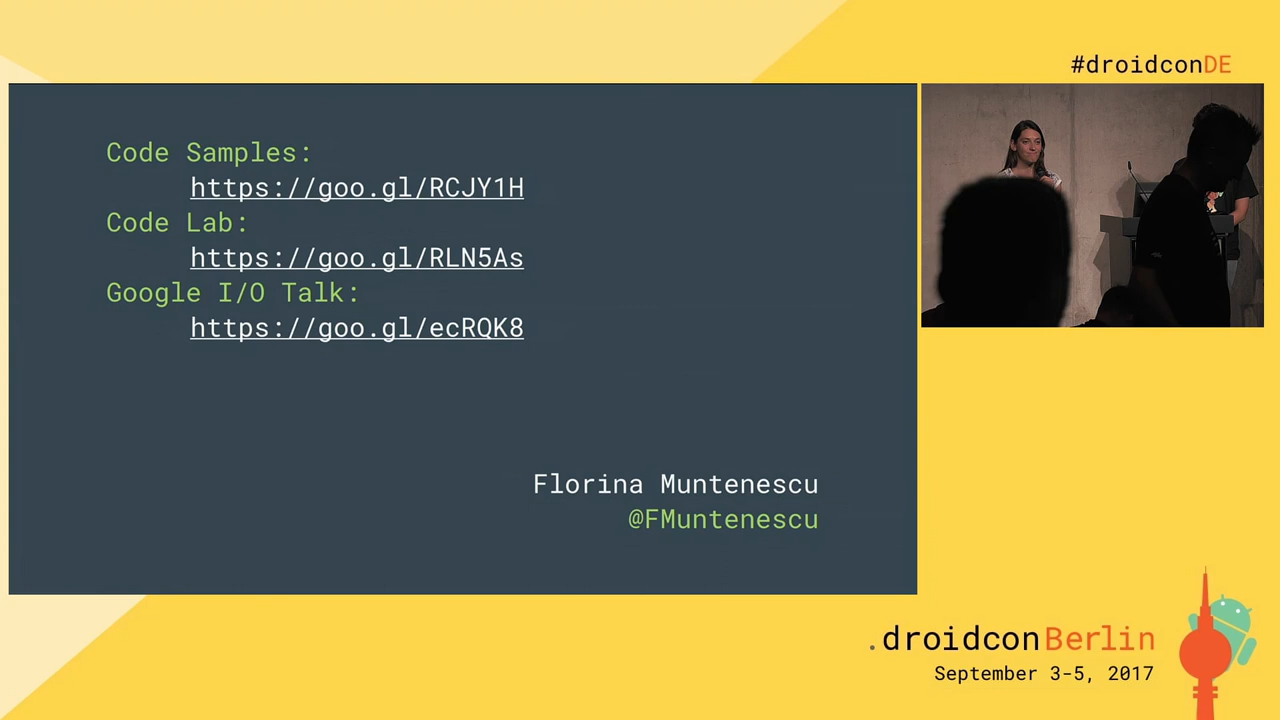 #droidconDE
Code Samples:
https://goo.gl/RCJY1H
Code Lab:
https://goo.gl/RLN5As
Google I/O Talk:
https://goo.gl/ecRQK8
Florina Muntenescu
@FMuntenescu
.droidconBerlin
September 3-5, 2017